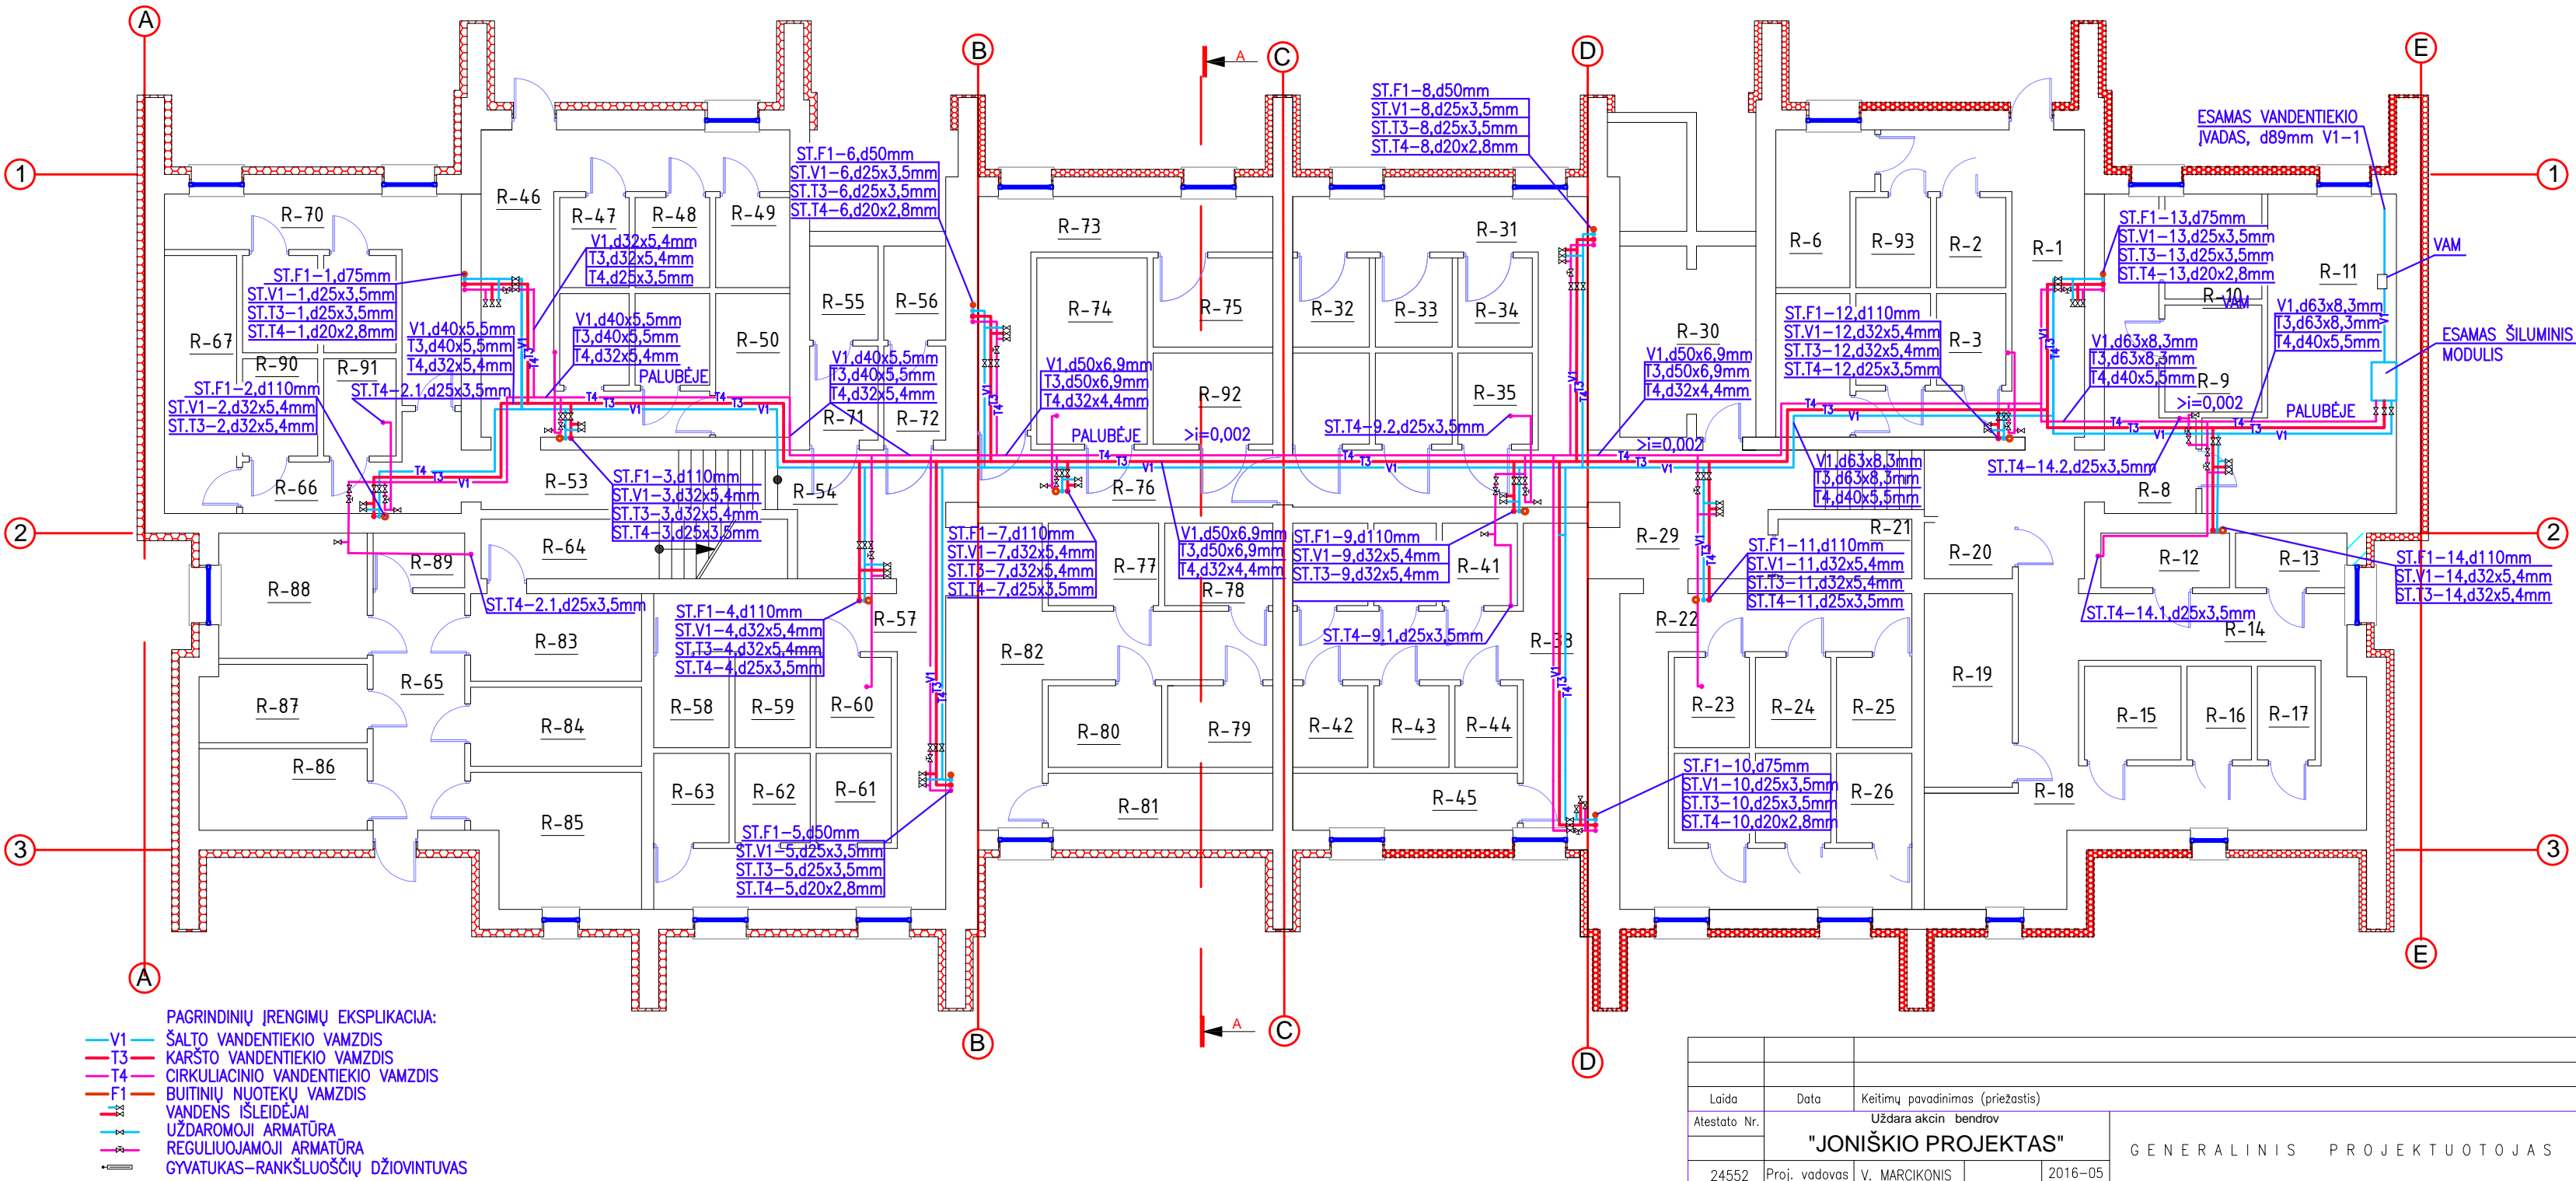 A
B
A
C
D
E
1
1
ST.F1-8,d50mm
ST.V1-8,d25x3,5mm
ST.T3-8,d25x3,5mm
ST.T4-8,d20x2,8mm
ESAMAS VANDENTIEKIO
ĮVADAS, d89mm V1-1
ST.F1-6,d50mm
ST.V1-6,d25x3,5mm
ST.T3-6,d25x3,5mm
ST.T4-6,d20x2,8mm
R-70
R-46
R-47
R-48
R-49
R-73
R-31
R-6
R-93
R-2
R-1
ST.F1-13,d75mm
ST.V1-13,d25x3,5mm
ST.T3-13,d25x3,5mm
ST.T4-13,d20x2,8mm
R-11
VAM
V1,d32x5,4mm
T3,d32x5,4mm
T4,d25x3,5mm
ST.F1-1,d75mm
ST.V1-1,d25x3,5mm
ST.T3-1,d25x3,5mm
ST.T4-1,d20x2,8mm
R-55
R-56
R-74
R-75
R-32
R-33
R-34
R-30
R-10
VAM
V1,d63x8,3mm
T3,d63x8,3mm
T4,d40x5,5mm
ESAMAS ŠILUMINIS
MODULIS
ST.F1-12,d110mm
ST.V1-12,d32x5,4mm
ST.T3-12,d32x5,4mm
ST.T4-12,d25x3,5mm
R-3
V1,d63x8,3mm
T3,d63x8,3mm
T4,d40x5,5mm
R-9
>i=0,002
PALUBĖJE
R-67
R-90
R-91
V1,d40x5,5mm
T3,d40x5,5mm
T4,d32x5,4mm
V1,d40x5,5mm
T3,d40x5,5mm
T4,d32x5,4mm
PALUBĖJE
R-50
V1,d40x5,5mm
T3,d40x5,5mm
T4,d32x5,4mm
V1,d50x6,9mm
T3,d50x6,9mm
T4,d32x4,4mm
R-92
R-35
V1,d50x6,9mm
T3,d50x6,9mm
T4,d32x4,4mm
ST.F1-2,d110mm
ST.V1-2,d32x5,4mm
ST.T3-2,d32x5,4mm
ST.T4-2.1,d25x3,5mm
R-71
R-72
PALUBĖJE
>i=0,002
ST.T4-9.2,d25x3,5mm
>i=0,002
V1,d63x8,3mm
T3,d63x8,3mm
T4,d40x5,5mm
ST.T4-14.2,d25x3,5mm
R-66
R-53
R-54
R-76
R-8
ST.F1-3,d110mm
ST.V1-3,d32x5,4mm
ST.T3-3,d32x5,4mm
ST.T4-3,d25x3,5mm
2
2
R-64
R-89
R-88
ST.F1-7,d110mm
ST.V1-7,d32x5,4mm
ST.T3-7,d32x5,4mm
ST.T4-7,d25x3,5mm
R-77
V1,d50x6,9mm
T3,d50x6,9mm
T4,d32x4,4mm
R-78
ST.F1-9,d110mm
ST.V1-9,d32x5,4mm
ST.T3-9,d32x5,4mm
R-41
R-29
R-21
R-20
ST.F1-11,d110mm
ST.V1-11,d32x5,4mm
ST.T3-11,d32x5,4mm
ST.T4-11,d25x3,5mm
R-12
R-13
ST.F1-14,d110mm
ST.V1-14,d32x5,4mm
ST.T3-14,d32x5,4mm
ST.T4-14.1,d25x3,5mm
R-14
ST.T4-2.1,d25x3,5mm
ST.F1-4,d110mm
ST.V1-4,d32x5,4mm
ST.T3-4,d32x5,4mm
ST.T4-4,d25x3,5mm
R-57
R-83
R-82
ST.T4-9.1,d25x3,5mm
R-38
R-22
R-65
R-19
R-87
R-84
R-58
R-59
R-60
R-80
R-79
R-42
R-43
R-44
R-23
R-24
R-25
R-15
R-16
R-17
R-86
R-85
R-63
R-62
R-61
R-81
R-45
ST.F1-10,d75mm
ST.V1-10,d25x3,5mm
ST.T3-10,d25x3,5mm
ST.T4-10,d20x2,8mm
R-26
R-18
ST.F1-5,d50mm
ST.V1-5,d25x3,5mm
ST.T3-5,d25x3,5mm
ST.T4-5,d20x2,8mm
3
3
A
B
A
C
D
E
PAGRINDINIŲ ĮRENGIMŲ EKSPLIKACIJA:
V1 ŠALTO VANDENTIEKIO VAMZDIS
T3 KARŠTO VANDENTIEKIO VAMZDIS
T4 CIRKULIACINIO VANDENTIEKIO VAMZDIS
F1 BUITINIŲ NUOTEKŲ VAMZDIS
VANDENS IŠLEIDĖJAI
UŽDAROMOJI ARMATŪRA
REGULIUOJAMOJI ARMATŪRA
GYVATUKAS-RANKŠLUOŠČIŲ DŽIOVINTUVAS
Laida Data Keitimų pavadinimas (priežastis)
Atestato Nr.
Uždara akcin bendrov
"JONIŠKIO PROJEKTAS"
GENERALINIS PROJEKTUOTOJAS
24552 Proj. vadovas V. MARCIKONIS 2016-05